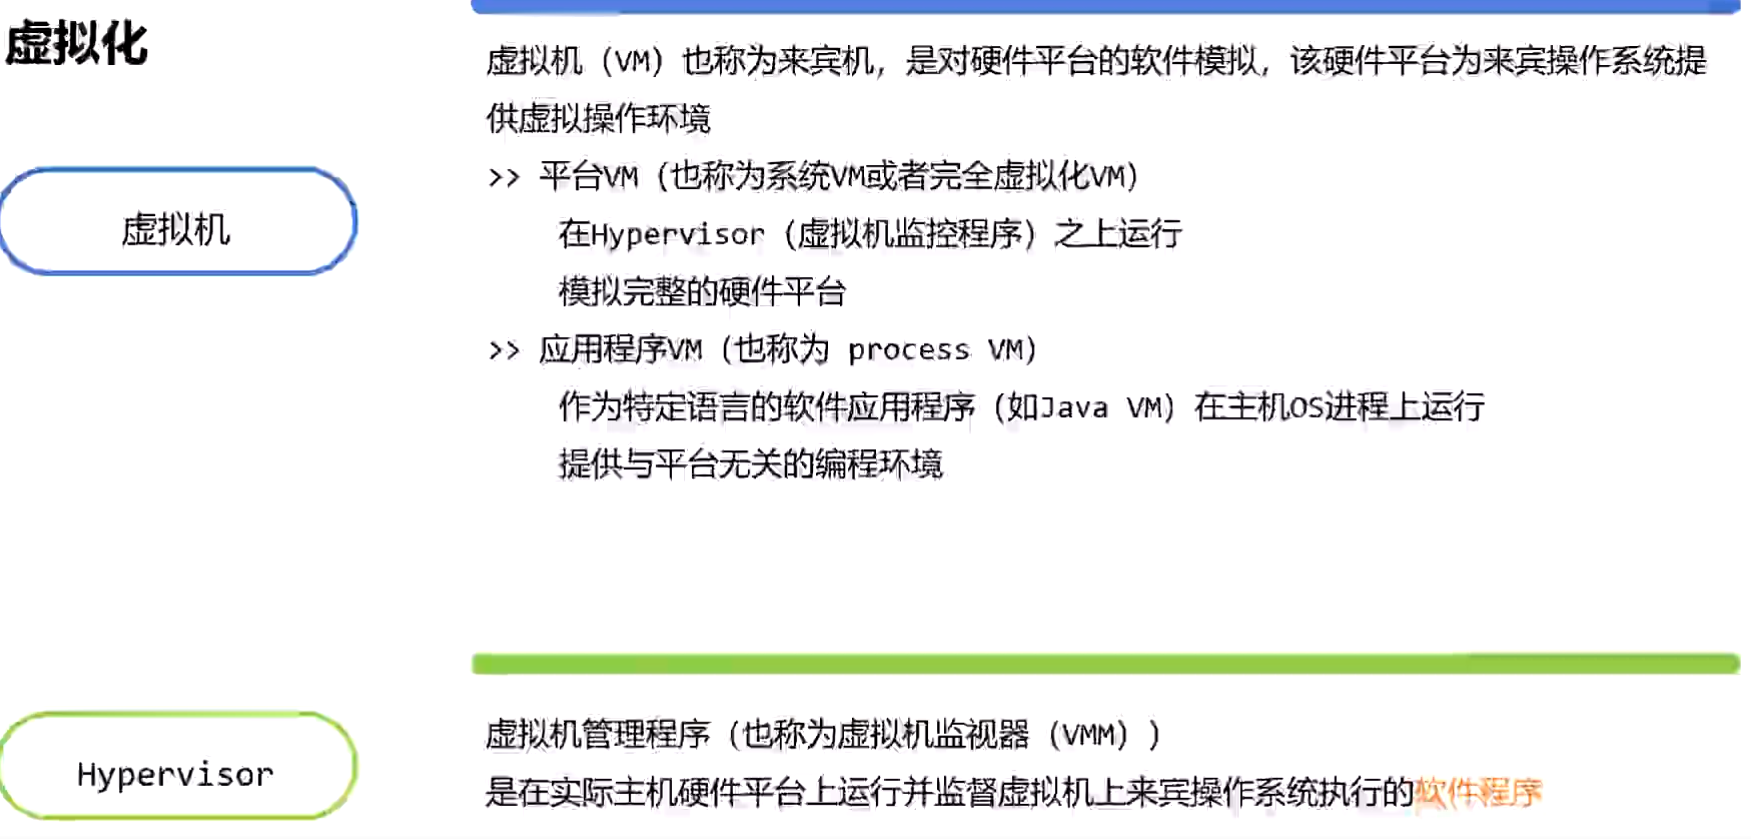 虚拟化
虚拟机
虚拟机（VM）也称为来宾机，是对硬件平台的软件模拟，该硬件平台为来宾操作系统提
供虚拟操作环境
>> 平台VM（也称为系统VM或者完全虚拟化VM）
在Hypervisor（虚拟机监控程序）之上运行
模拟完整的硬件平台
>> 应用程序VM（也称为 process VM）
作为特定语言的软件应用程序（如Java VM）在主机OS进程上运行
提供与平台无关的编程环境
Hypervisor
虚拟机管理程序（也称为虚拟机监视器（VMM））
是在实际主机硬件平台上运行并监督虚拟机上来宾操作系统执行的软件程序